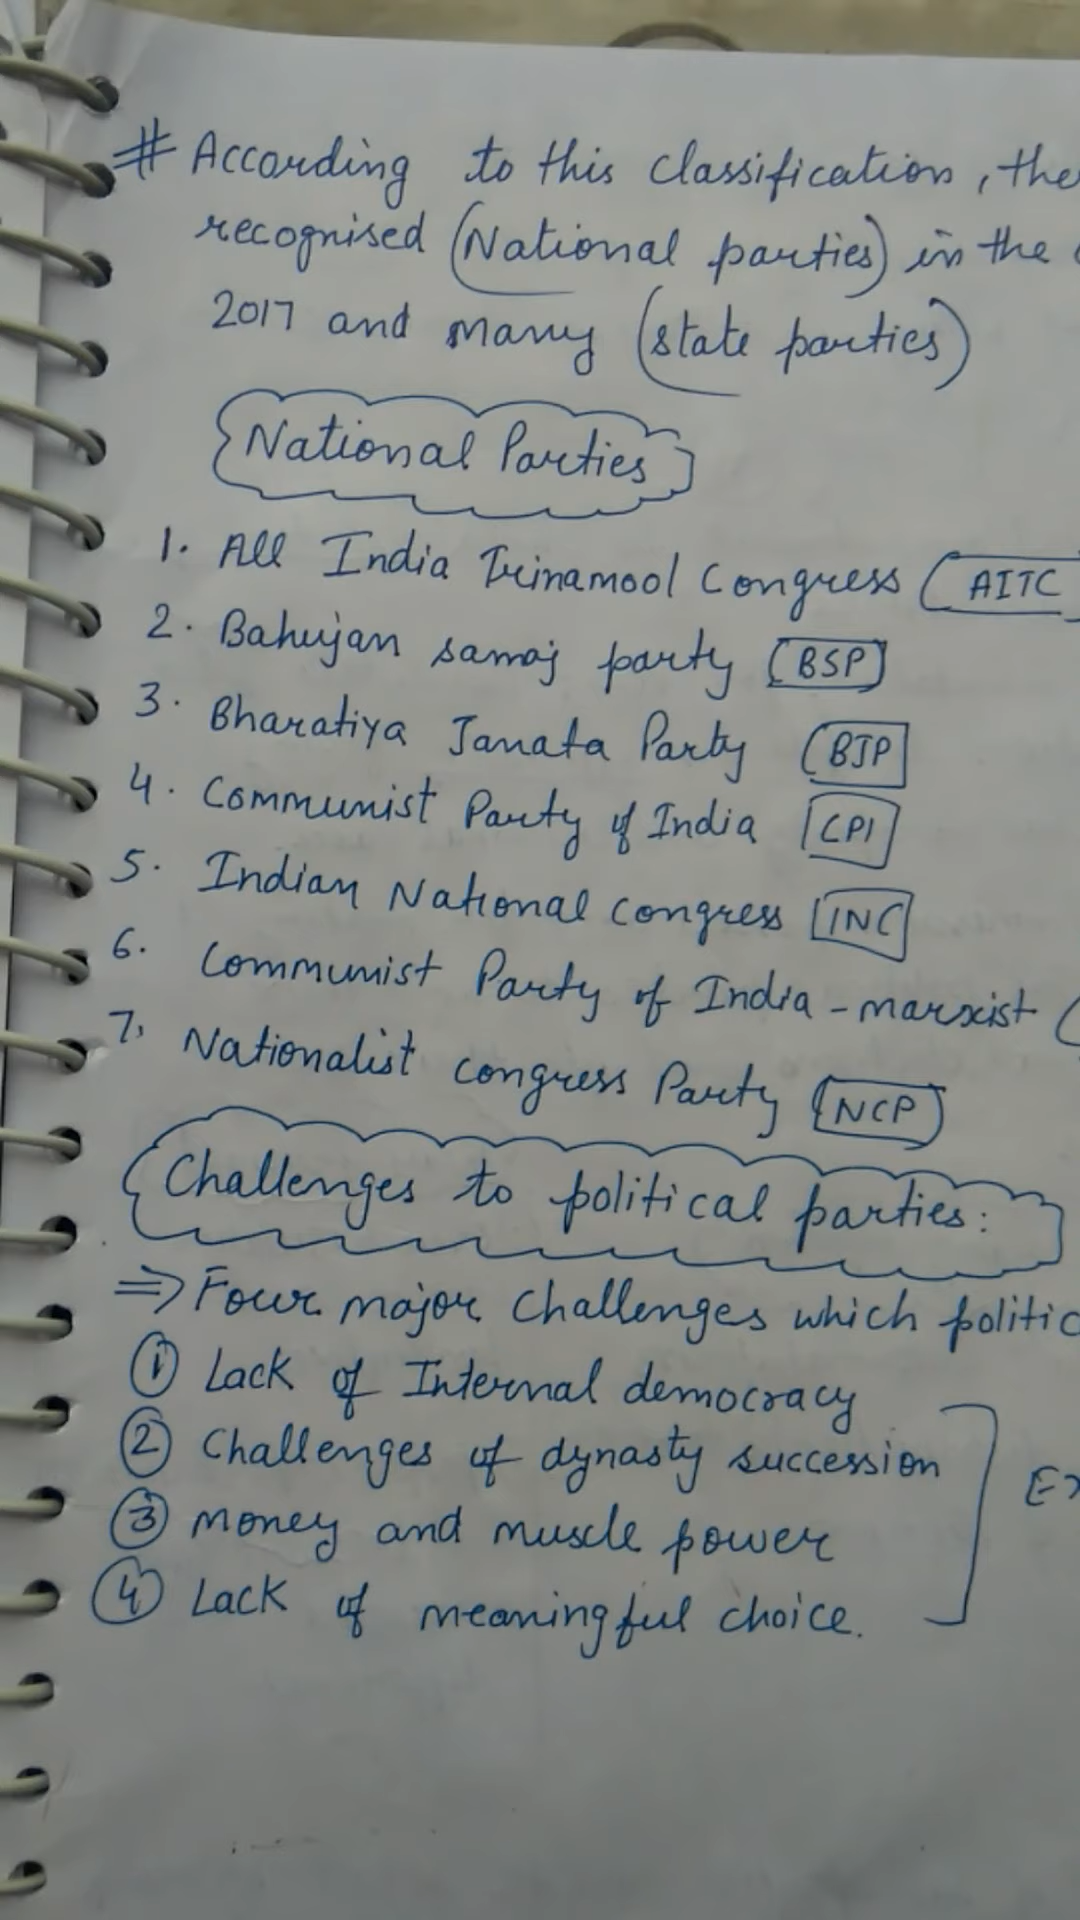 # According to this classification, the
recognised (National parties) in the
2017 and many (state parties)
National Parties
1. All India Trinamool Congress (AITC
2. Bahujan samaj party (BSP)
3. Bharatiya Janata Party (BJP
4. Communist Party of India (CPI
5. Indian National congress (INC
6. Communist Party of India - marxist (
7. Nationalist congress Party (NCP)
Challenges to political parties:
⇒ Four major challenges which politic
① Lack of Internal democracy
② Challenges of dynasty succession
③ money and muscle power
④ Lack of meaningful choice.